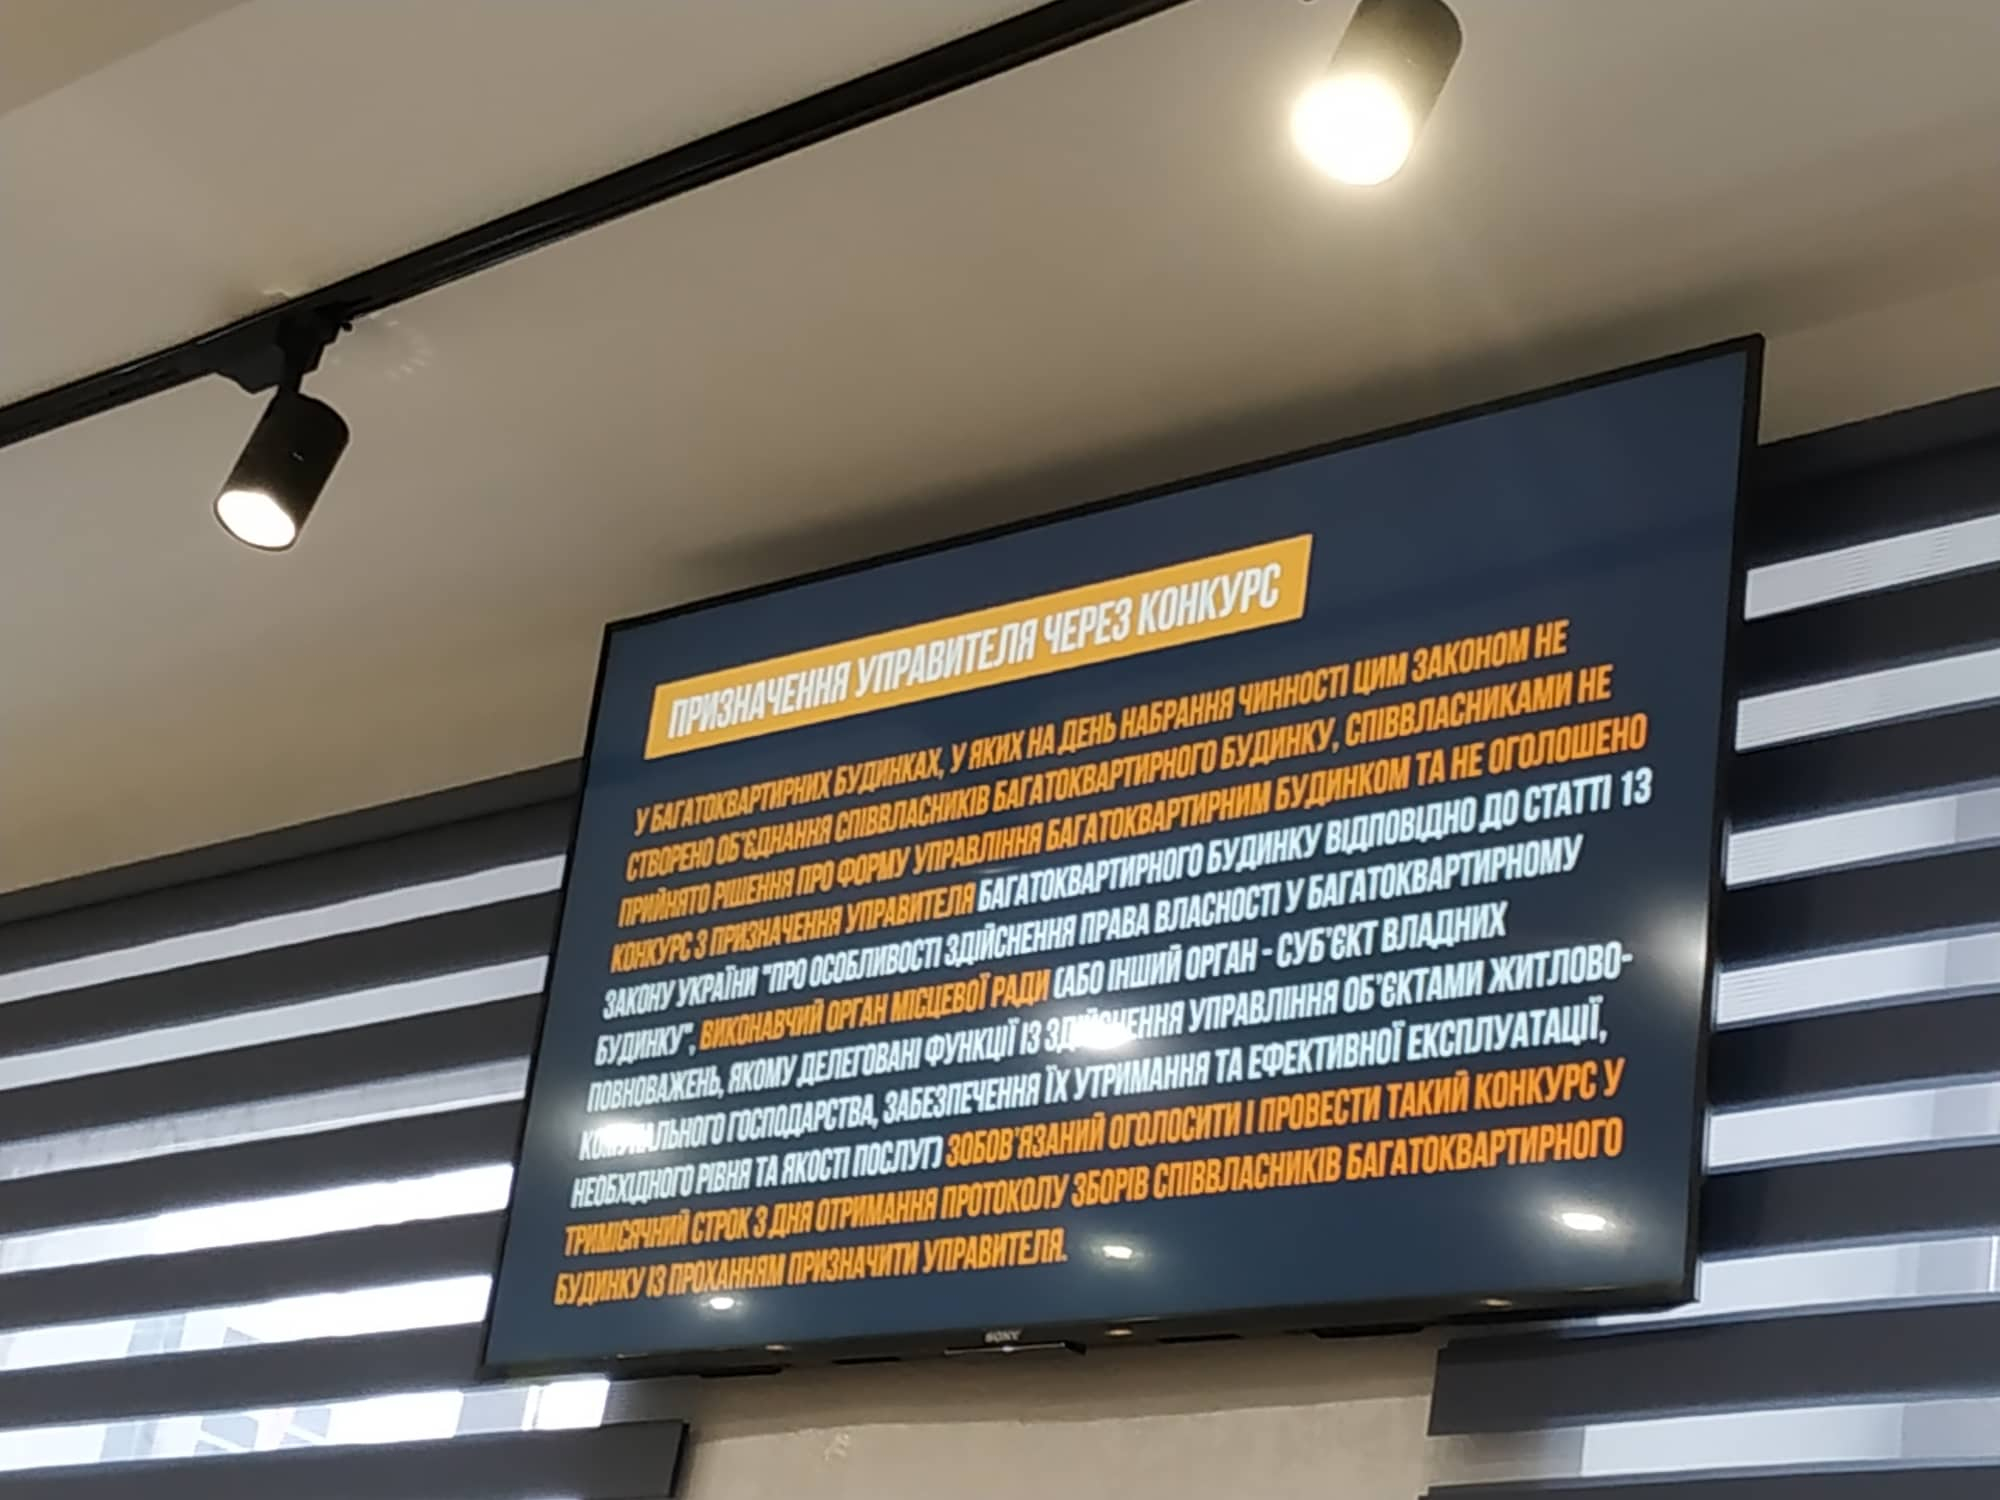 ПРИЗНАЧЕННЯ УПРАВИТЕЛЯ ЧЕРЕЗ КОНКУРС
У БАГАТОКВАРТИРНИХ БУДИНКАХ, У ЯКИХ НА ДЕНЬ НАБРАННЯ ЧИННОСТІ ЦИМ ЗАКОНОМ НЕ
СТВОРЕНО ОБ'ЄДНАННЯ СПІВВЛАСНИКІВ БАГАТОКВАРТИРНОГО БУДИНКУ, СПІВВЛАСНИКАМИ НЕ
ПРИЙНЯТО РІШЕННЯ ПРО ФОРМУ УПРАВЛІННЯ БАГАТОКВАРТИРНИМ БУДИНКОМ ТА НЕ ОГОЛОШЕНО
КОНКУРС З ПРИЗНАЧЕННЯ УПРАВИТЕЛЯ БАГАТОКВАРТИРНОГО БУДИНКУ ВІДПОВІДНО ДО СТАТТІ 13
ЗАКОНУ УКРАЇНИ "ПРО ОСОБЛИВОСТІ ЗДІЙСНЕННЯ ПРАВА ВЛАСНОСТІ У БАГАТОКВАРТИРНОМУ
БУДИНКУ", ВИКОНАВЧИЙ ОРГАН МІСЦЕВОЇ РАДИ (АБО ІНШИЙ ОРГАН - СУБ'ЄКТ ВЛАДНИХ
ПОВНОВАЖЕНЬ, ЯКОМУ ДЕЛЕГОВАНІ ФУНКЦІЇ ІЗ ЗДІЙСНЕННЯ УПРАВЛІННЯ ОБ'ЄКТАМИ ЖИТЛОВО-
КОМУНАЛЬНОГО ГОСПОДАРСТВА, ЗАБЕЗПЕЧЕННЯ ЇХ УТРИМАННЯ ТА ЕФЕКТИВНОЇ ЕКСПЛУАТАЦІЇ,
НЕОБХІДНОГО РІВНЯ ТА ЯКОСТІ ПОСЛУГ) ЗОБОВ'ЯЗАНИЙ ОГОЛОСИТИ І ПРОВЕСТИ ТАКИЙ КОНКУРС У
ТРИМІСЯЧНИЙ СТРОК З ДНЯ ОТРИМАННЯ ПРОТОКОЛУ ЗБОРІВ СПІВВЛАСНИКІВ БАГАТОКВАРТИРНОГО
БУДИНКУ ІЗ ПРОХАННЯМ ПРИЗНАЧИТИ УПРАВИТЕЛЯ.
SONY